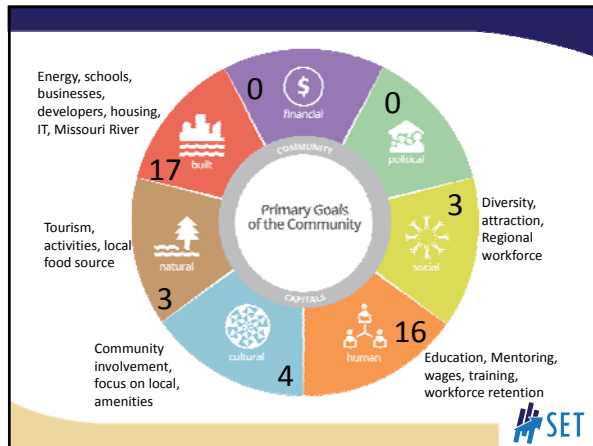 Energy, schools,
businesses,
developers, housing,
IT, Missouri River
0
$
financial
0
political
17
built
COMMUNITY
Primary Goals
of the Community
CAPITALS
3
social
Diversity,
attraction,
Regional
workforce
Tourism,
activities, local
food source
natural
3
Community
involvement,
focus on local,
amenities
cultural
4
16
human
Education, Mentoring,
wages, training,
workforce retention
SET